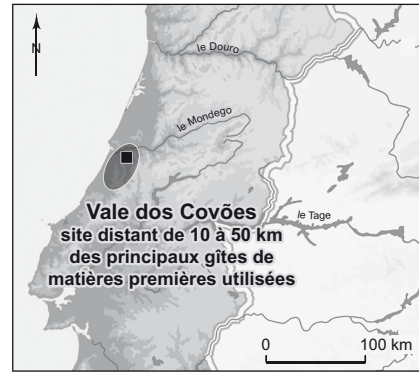 N
le Douro
le Mondego
Vale dos Covões
site distant de 10 à 50 km
des principaux gîtes de
matières premières utilisées
le Tage
0 100 km